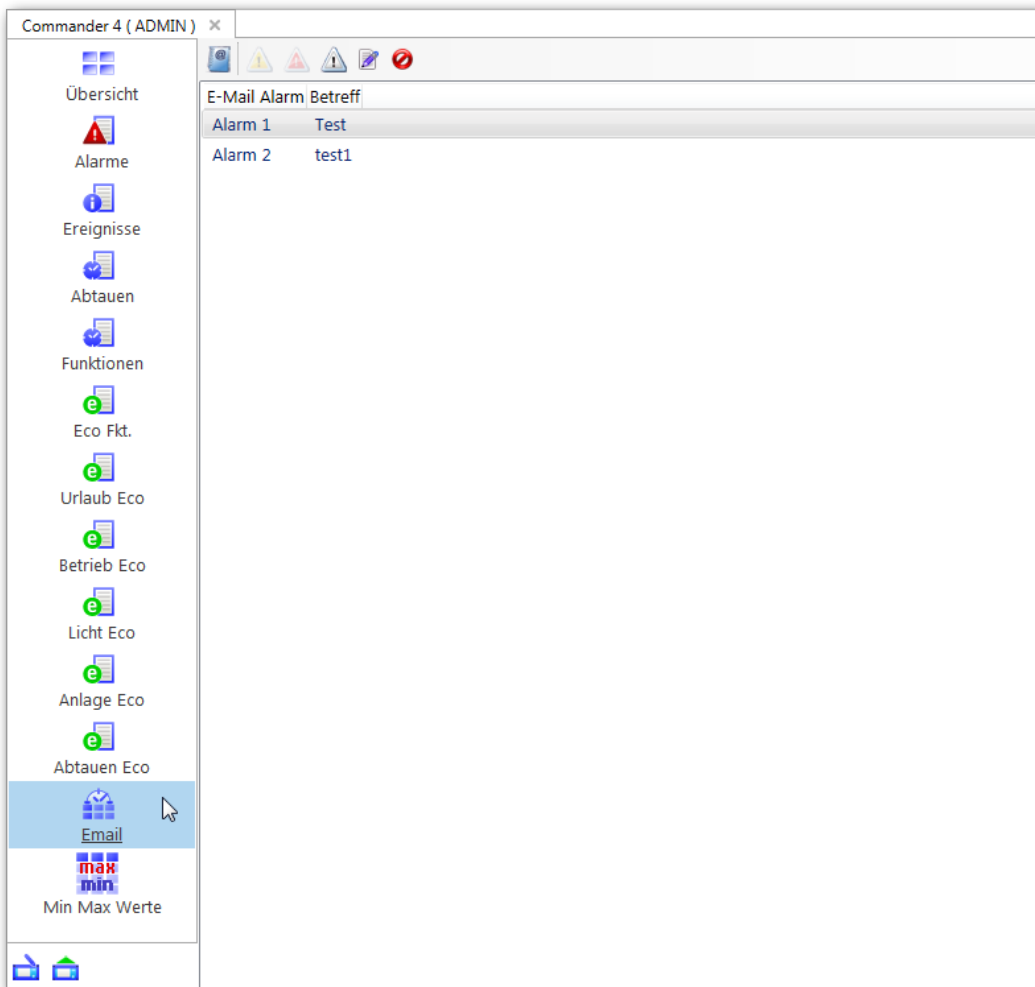 Commander 4 ( ADMIN )
Übersicht
Alarme
Ereignisse
Abtauen
Funktionen
e
Eco Fkt.
e
Urlaub Eco
e
Betrieb Eco
e
Licht Eco
e
Anlage Eco
e
Abtauen Eco
Email
max
min
Min Max Werte
@
E-Mail Alarm Betreff
Alarm 1 Test
Alarm 2 test1